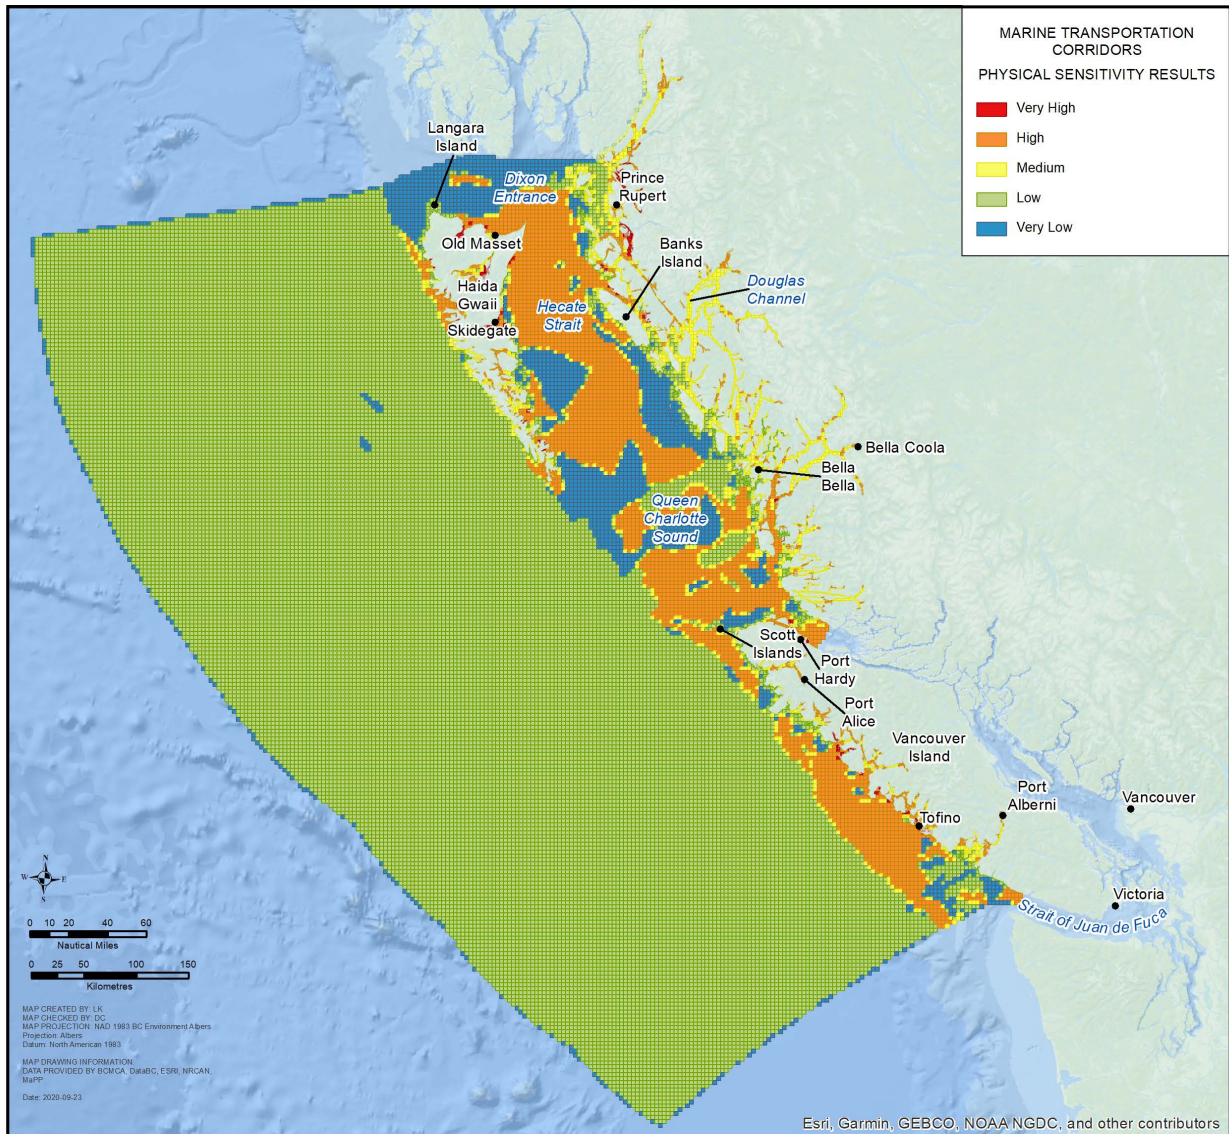 MARINE TRANSPORTATION
CORRIDORS
PHYSICAL SENSITIVITY RESULTS
Very High
High
Medium
Low
Very Low
Langara
Island
Dixon
Entrance
Prince
Rupert
Old Masset
Banks
Island
Haida
Gwaii
Douglas
Channel
Hecate
Strait
Skidegate
Bella Coola
Bella
Bella
Queen
Charlotte
Sound
Scott
Islands
Port
Hardy
Port
Alice
Vancouver
Island
Port
Alberni
Vancouver
Tofino
Victoria
Strait of Juan de Fuca
N
W
E
S
0 10 20 40 60
Nautical Miles
0 25 50 100 150
Kilometres
MAP CREATED BY: LK
MAP CHECKED BY: DC
MAP PROJECTION: NAD 1983 BC Environment Albers
Projection: Albers
Datum: North American 1983
MAP DRAWING INFORMATION:
DATA PROVIDED BY BCMCA, DataBC, ESRI, NRCAN,
MaPP
Date: 2020-09-23
Esri, Garmin, GEBCO, NOAA NGDC, and other contributors